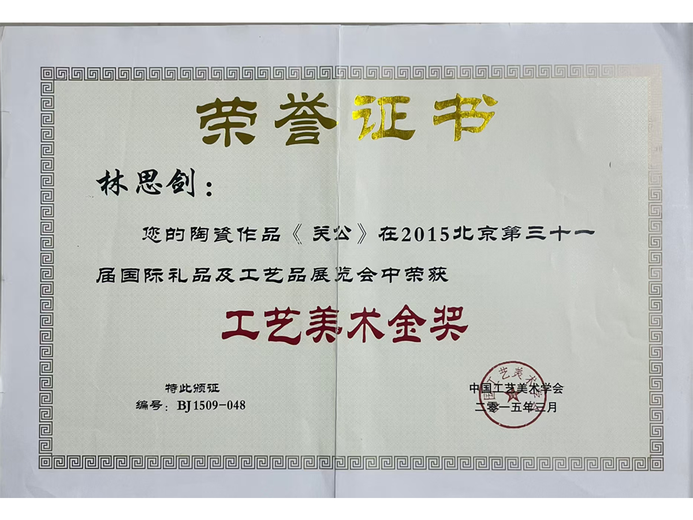 荣誉证书
林思剑：
您的陶瓷作品《关公》在2015北京第三十一
届国际礼品及工艺品展览会中荣获
工艺美术金奖
特此颁证
编号：BJ1509-048
中国工艺美术学会
二零一五年三月